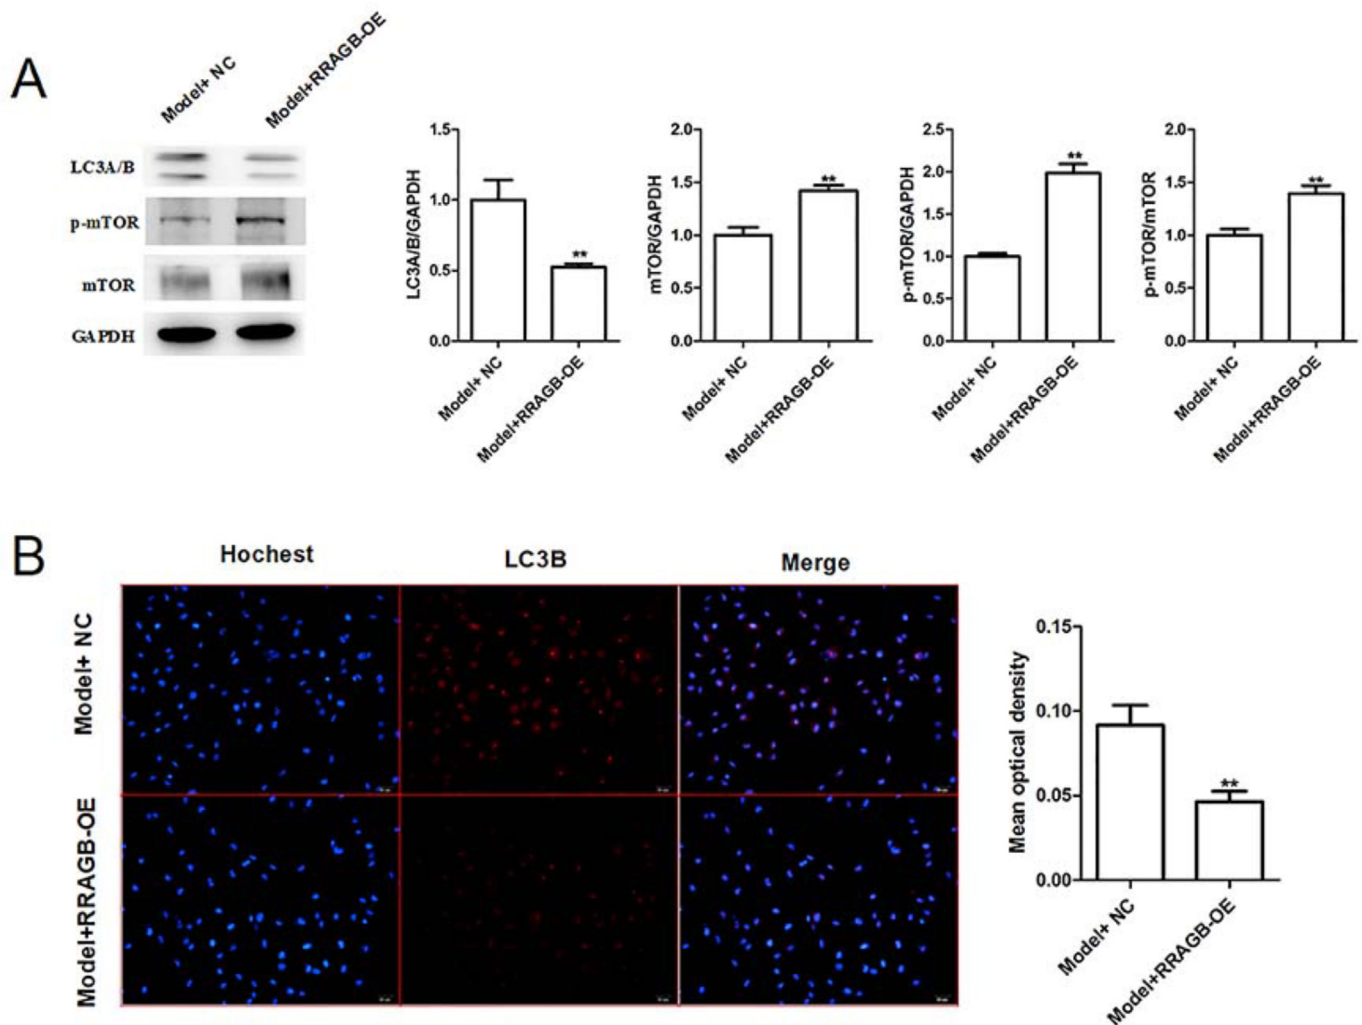 A
Model+ NC
Model+RRAGB-OE
LC3A/B
p-mTOR
mTOR
GAPDH
LC3A/B/GAPDH
1.5
1.0
0.5
0.0
**
Model+ NC
Model+RRAGB-OE
mTOR/GAPDH
2.0
1.5
1.0
0.5
0.0
**
Model+ NC
Model+RRAGB-OE
p-mTOR/GAPDH
2.5
2.0
1.5
1.0
0.5
0.0
**
Model+ NC
Model+RRAGB-OE
p-mTOR/mTOR
2.0
1.5
1.0
0.5
0.0
**
Model+ NC
Model+RRAGB-OE
B
Hochest
LC3B
Merge
Model+ NC
Model+RRAGB-OE
Mean optical density
0.15
0.10
0.05
0.00
**
Model+ NC
Model+RRAGB-OE